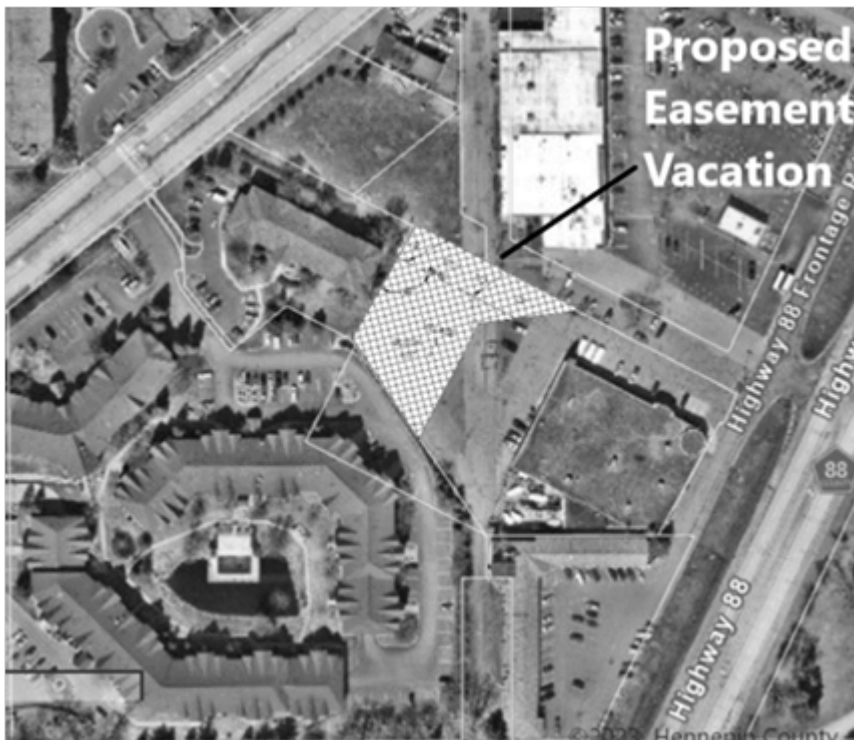 Proposed
Easement
Vacation
Highway 88 Frontage R
Highway
88
Highway 88
©2023 Hennepin County